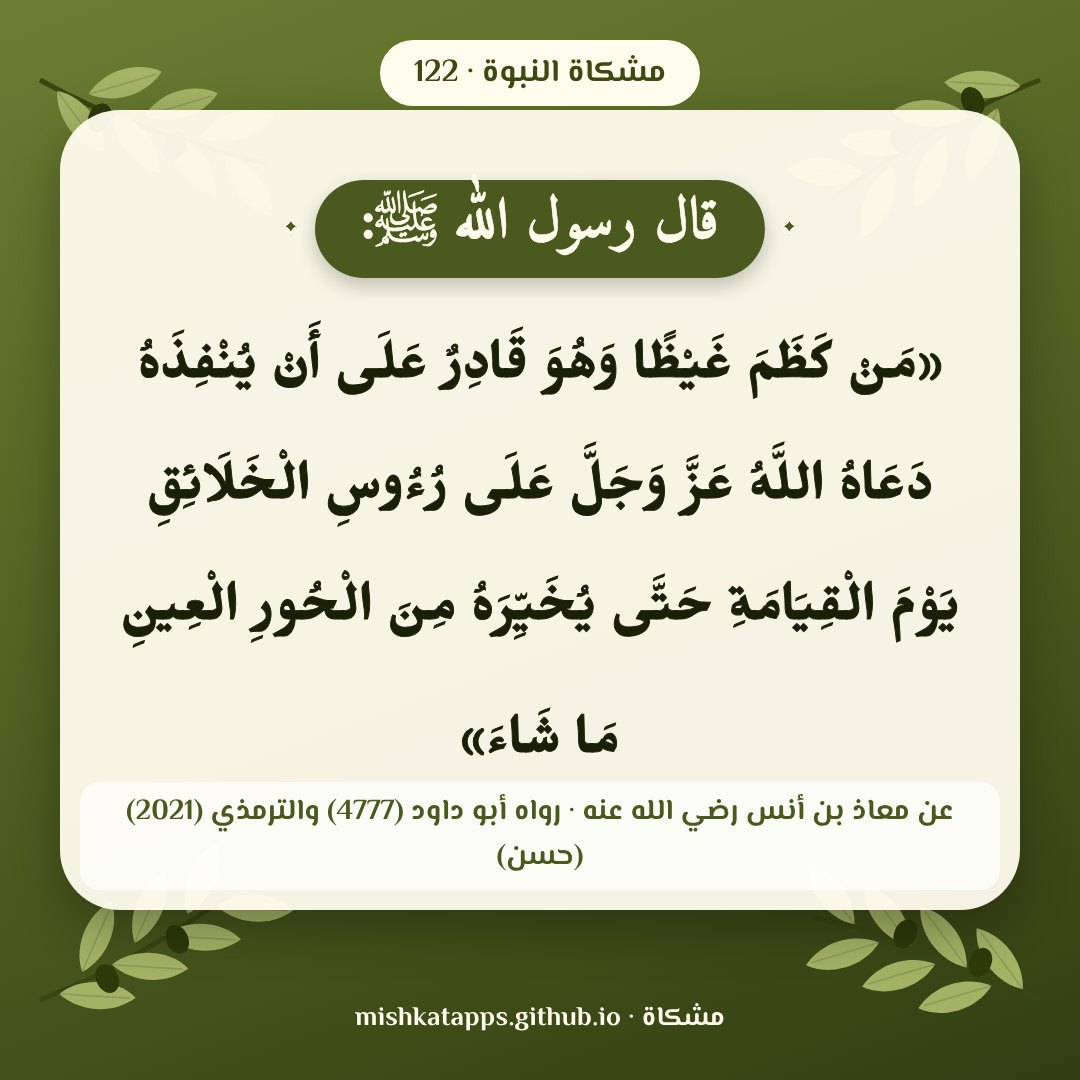 مشكاة النبوة · 122
قال رسول الله ﷺ:
«مَنْ كَظَمَ غَيْظًا وَهُوَ قَادِرٌ عَلَى أَنْ يُنْفِذَهُ
دَعَاهُ اللَّهُ عَزَّ وَجَلَّ عَلَى رُءُوسِ الْخَلَائِقِ
يَوْمَ الْقِيَامَةِ حَتَّى يُخَيِّرَهُ مِنَ الْحُورِ الْعِينِ
مَا شَاءَ»
عن معاذ بن أنس رضي الله عنه · رواه أبو داود (4777) والترمذي (2021)
(حسن)
مشكاة · mishkatapps.github.io